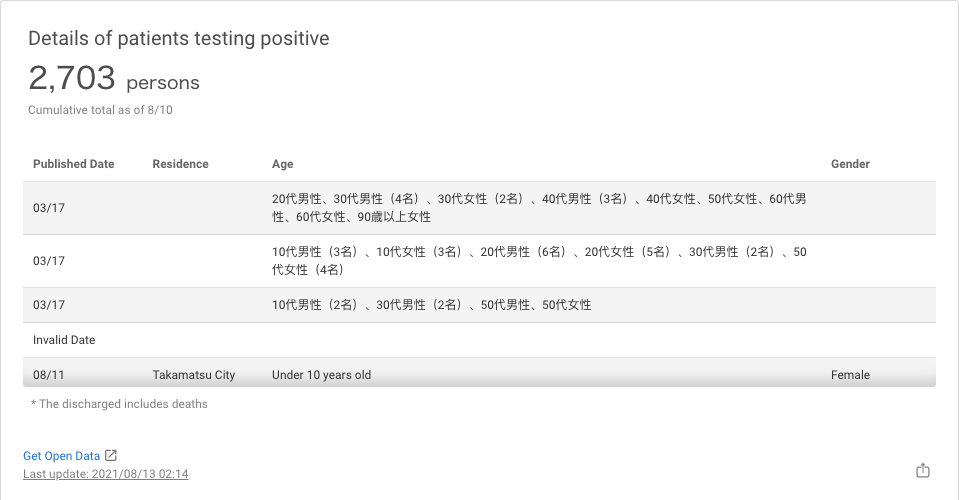 Details of patients testing positive
2,703 persons
Cumulative total as of 8/10
Published Date Residence Age Gender
03/17 20代男性、30代男性（4名）、30代女性（2名）、40代男性（3名）、40代女性、50代女性、60代男
性、60代女性、90歳以上女性
03/17 10代男性（3名）、10代女性（3名）、20代男性（6名）、20代女性（5名）、30代男性（2名）、50
代女性（4名）
03/17 10代男性（2名）、30代男性（2名）、50代男性、50代女性
Invalid Date
08/11 Takamatsu City Under 10 years old Female
* The discharged includes deaths
Get Open Data
Last update: 2021/08/13 02:14